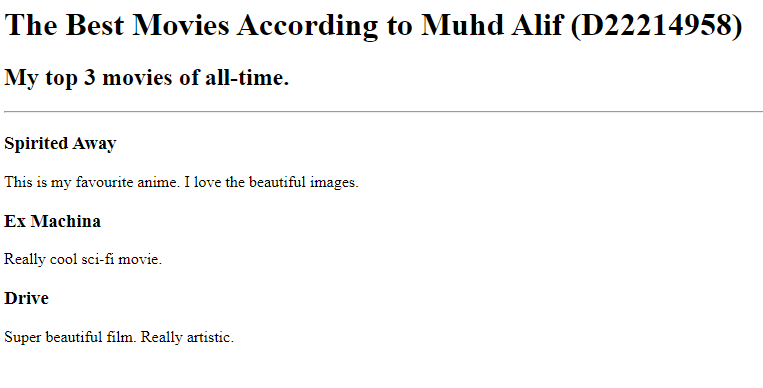 The Best Movies According to Muhd Alif (D22214958)
My top 3 movies of all-time.
Spirited Away
This is my favourite anime. I love the beautiful images.
Ex Machina
Really cool sci-fi movie.
Drive
Super beautiful film. Really artistic.